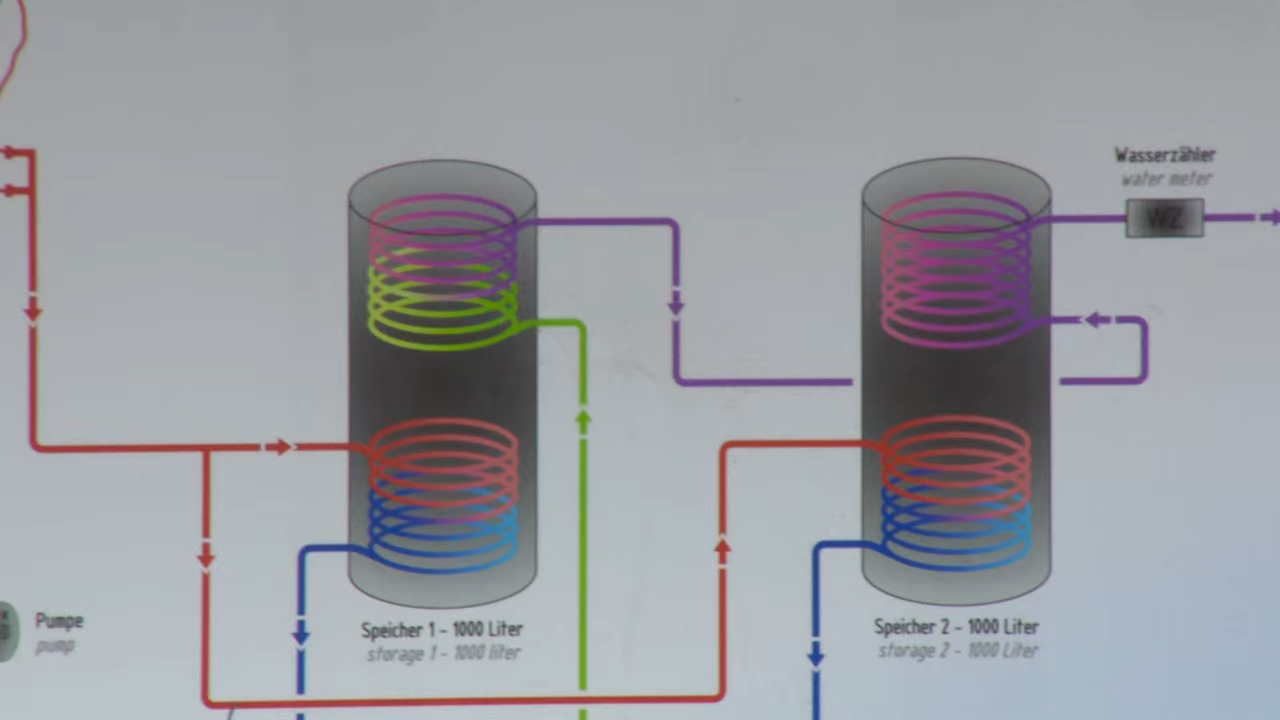 Wasserzähler
water meter
WZ
Pumpe
pump
Speicher 1 - 1000 Liter
storage 1 - 1000 liter
Speicher 2 - 1000 Liter
storage 2 - 1000 Liter